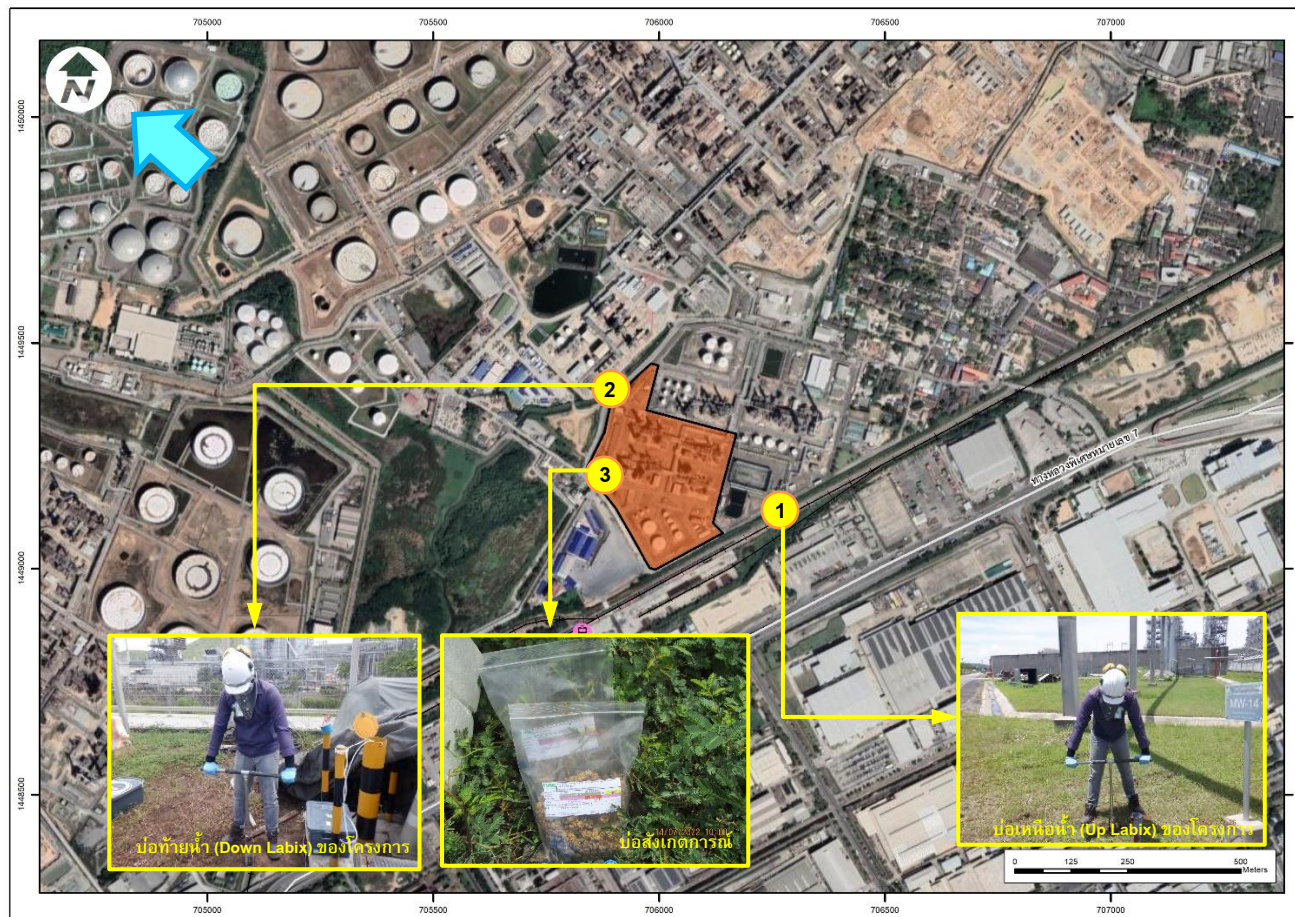 705000 705500 706000 706500 707000
N
1450000
1449500
1449000
1448500
2
3
1
ทางหลวงพิเศษหมายเลข 7
MW-14
14/07/2022
บ่อท้ายน้ำ (Down Labix) ของโครงการ
บ่อสังเกตการณ์
บ่อเหนือน้ำ (Up Labix) ของโครงการ
0 125 250 500
Meters
705000 705500 706000 706500 707000